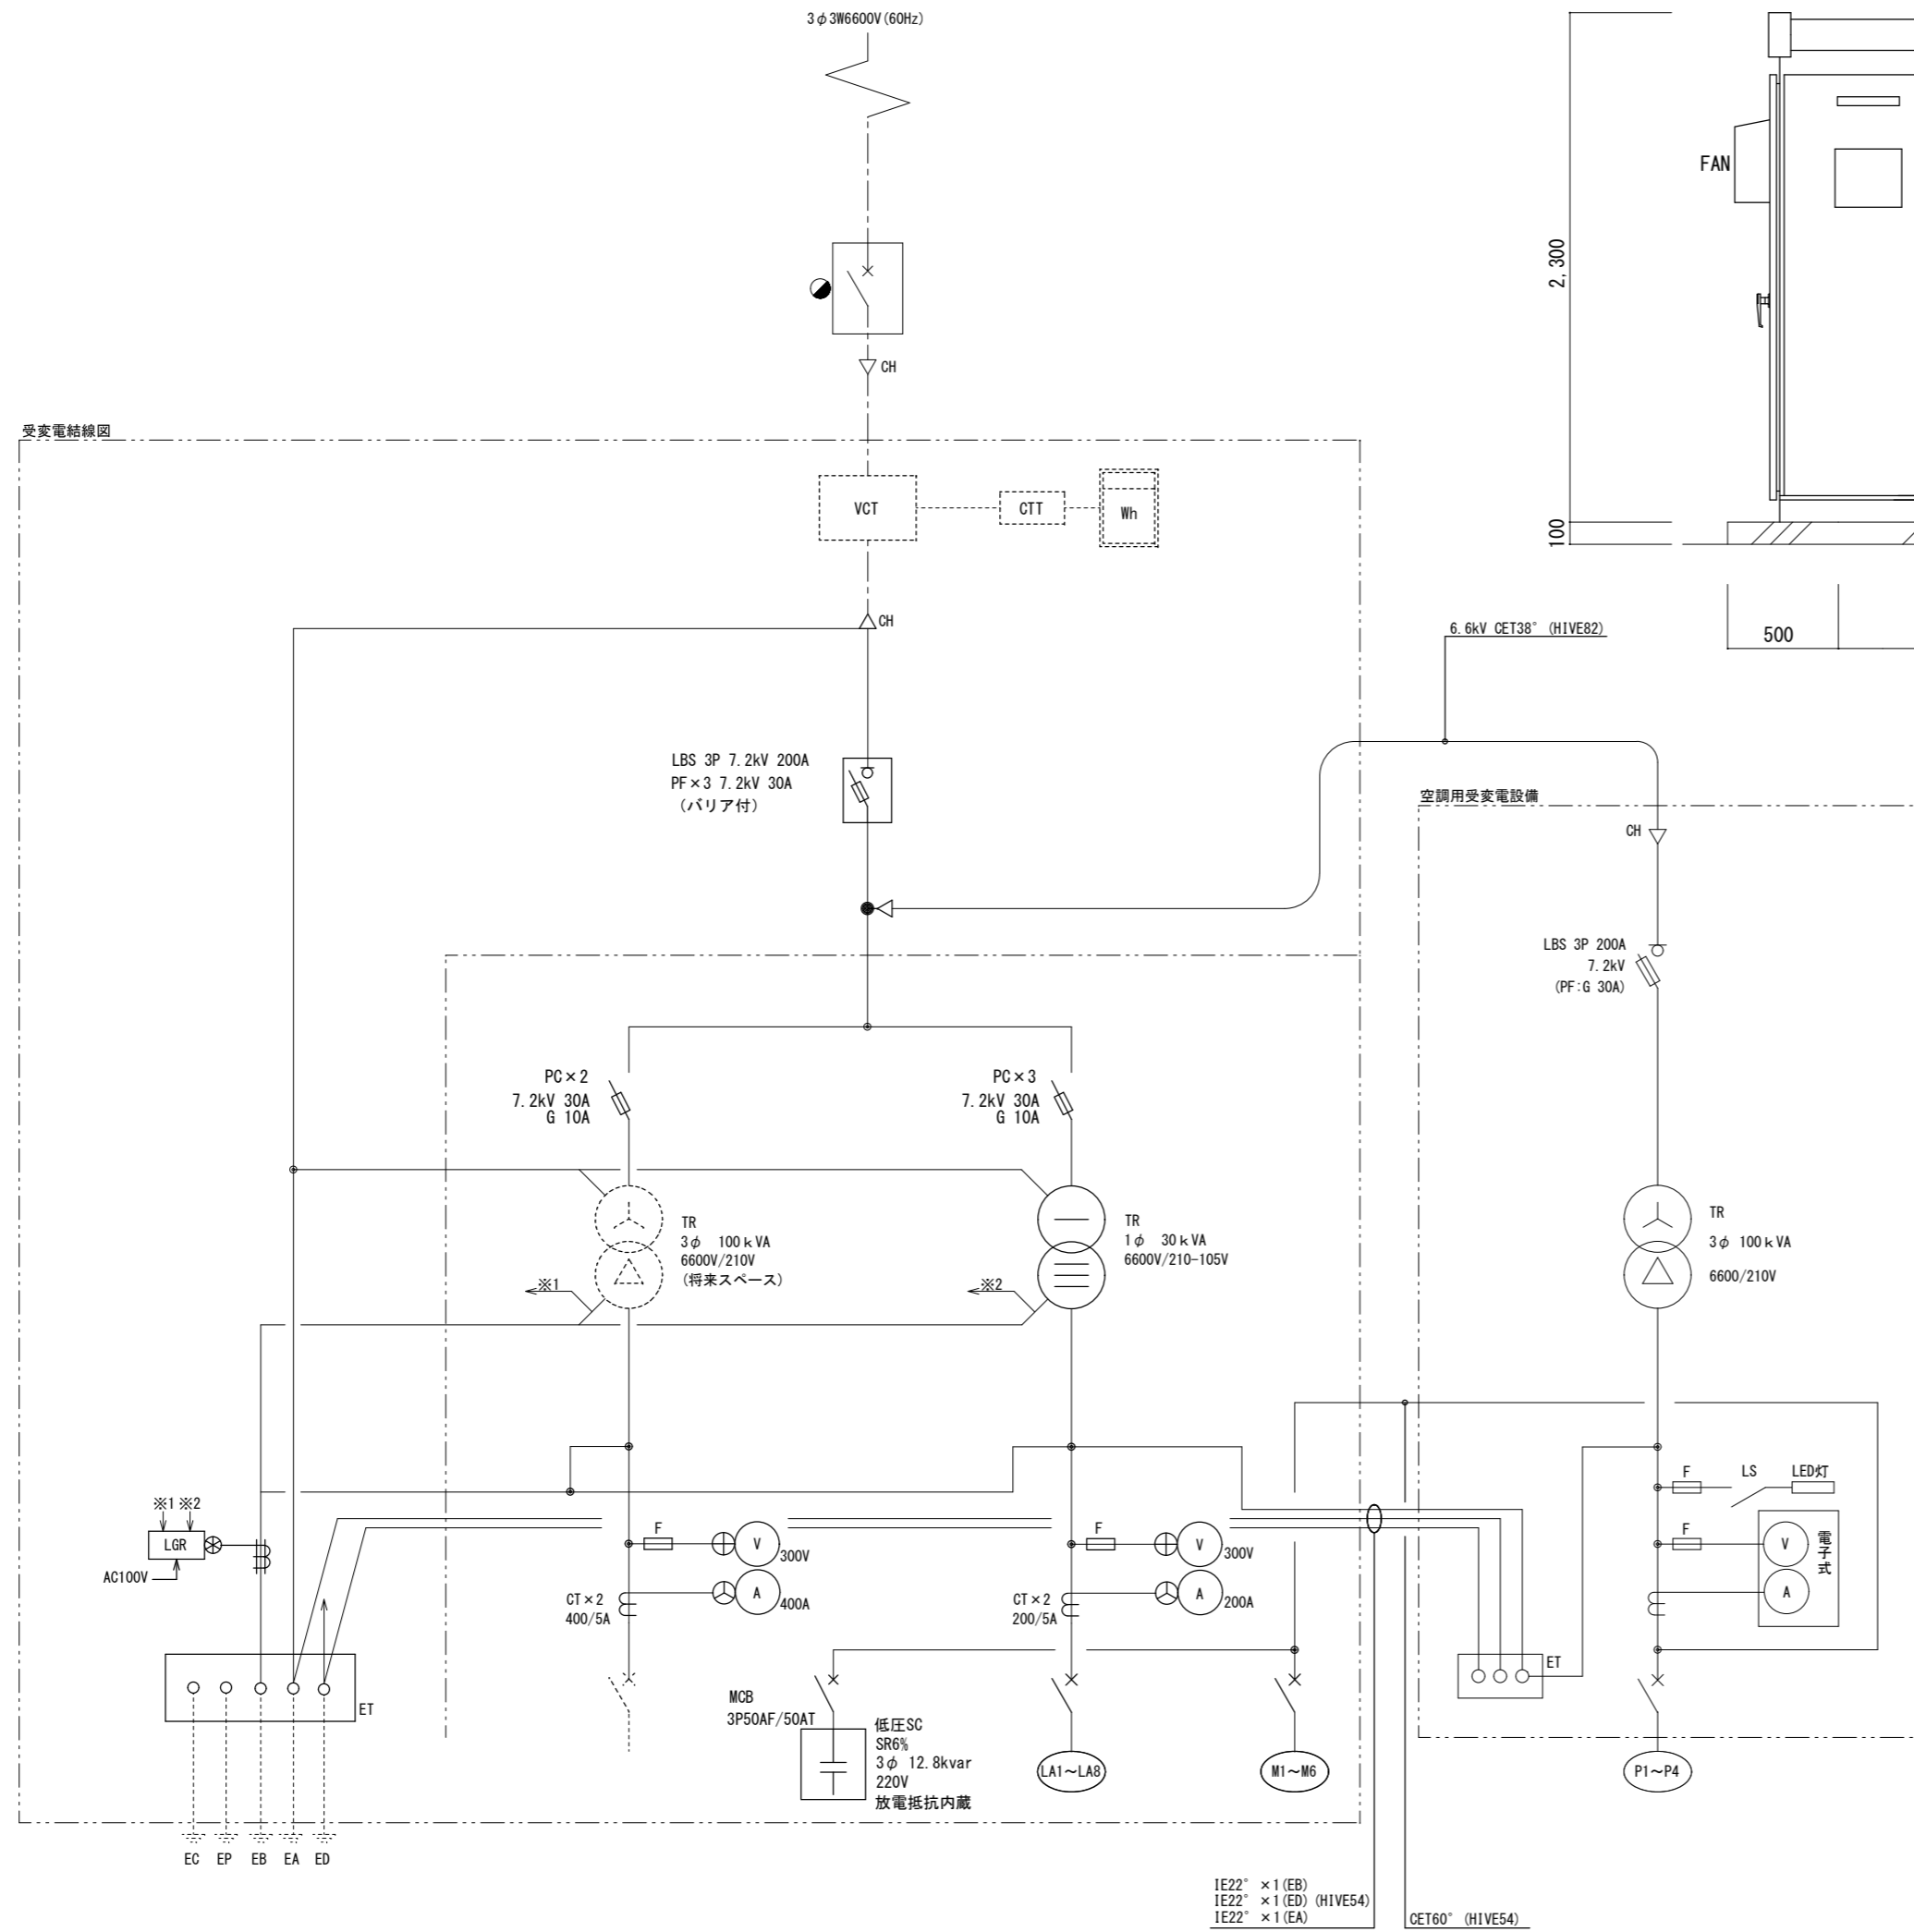 3φ3W6600V(60Hz)
FAN
2,300
100
500
CH
受変電結線図
VCT
CTT
Wh
CH
6.6kV CET38° (HIVE82)
LBS 3P 7.2kV 200A
PF×3 7.2kV 30A
(バリア付)
空調用受変電設備
CH
LBS 3P 200A
7.2kV
(PF:G 30A)
PC×2
7.2kV 30A
G 10A
PC×3
7.2kV 30A
G 10A
TR
3φ 100kVA
6600V/210V
(将来スペース)
※1
TR
1φ 30kVA
6600V/210-105V
※2
TR
3φ 100kVA
6600/210V
※1 ※2
LGR
AC100V
F
V
300V
A
400A
CT×2
400/5A
F
V
300V
A
200A
CT×2
200/5A
F
LS
LED灯
F
V
A
電子式
ET
ET
MCB
3P50AF/50AT
低圧SC
SR6%
3φ 12.8kvar
220V
放電抵抗内蔵
LA1～LA8
M1～M6
P1～P4
EC
EP
EB
EA
ED
IE22° ×1(EB)
IE22° ×1(ED) (HIVE54)
IE22° ×1(EA)
CET60° (HIVE54)